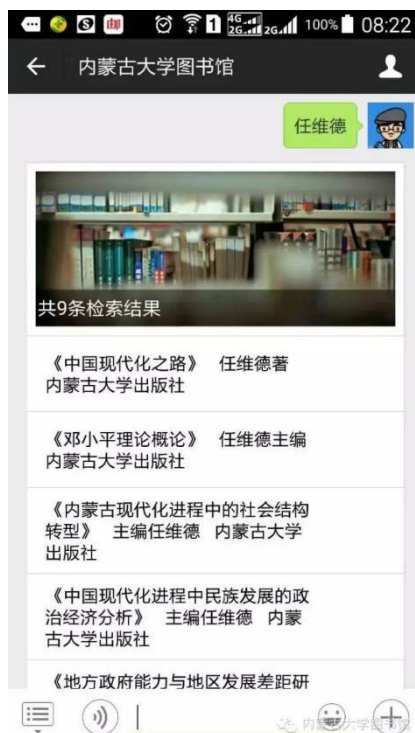 4G 2G 2G 100% 08:22
内蒙古大学图书馆
任维德
共9条检索结果
《中国现代化之路》 任维德著
内蒙古大学出版社
《邓小平理论概论》 任维德主编
内蒙古大学出版社
《内蒙古现代化进程中的社会结构
转型》 主编任维德 内蒙古大学
出版社
《中国现代化进程中民族发展的政
治经济分析》 主编任维德 内蒙
古大学出版社
《地方政府能力与地区发展差距研
内蒙古大学图书馆